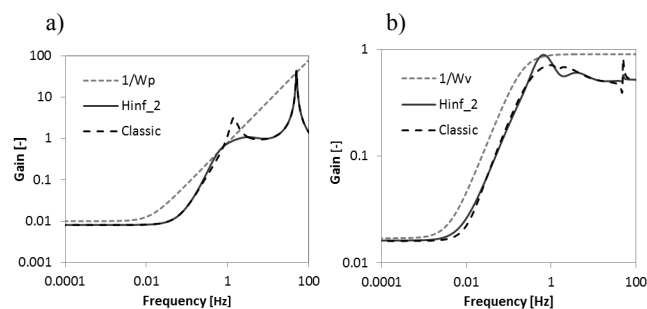 a)
100
10
1
0.1
0.01
0.001
Gain [-]
1/Wp
Hinf_2
Classic
0.0001
0.01
1
100
Frequency [Hz]
b)
1
0.1
0.01
Gain [-]
1/Wv
Hinf_2
Classic
0.0001
0.01
1
100
Frequency [Hz]